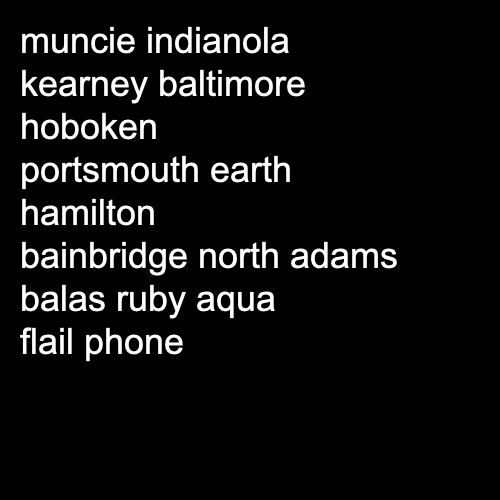 muncie indianola
kearney baltimore
hoboken
portsmouth earth
hamilton
bainbridge north adams
balas ruby aqua
flail phone